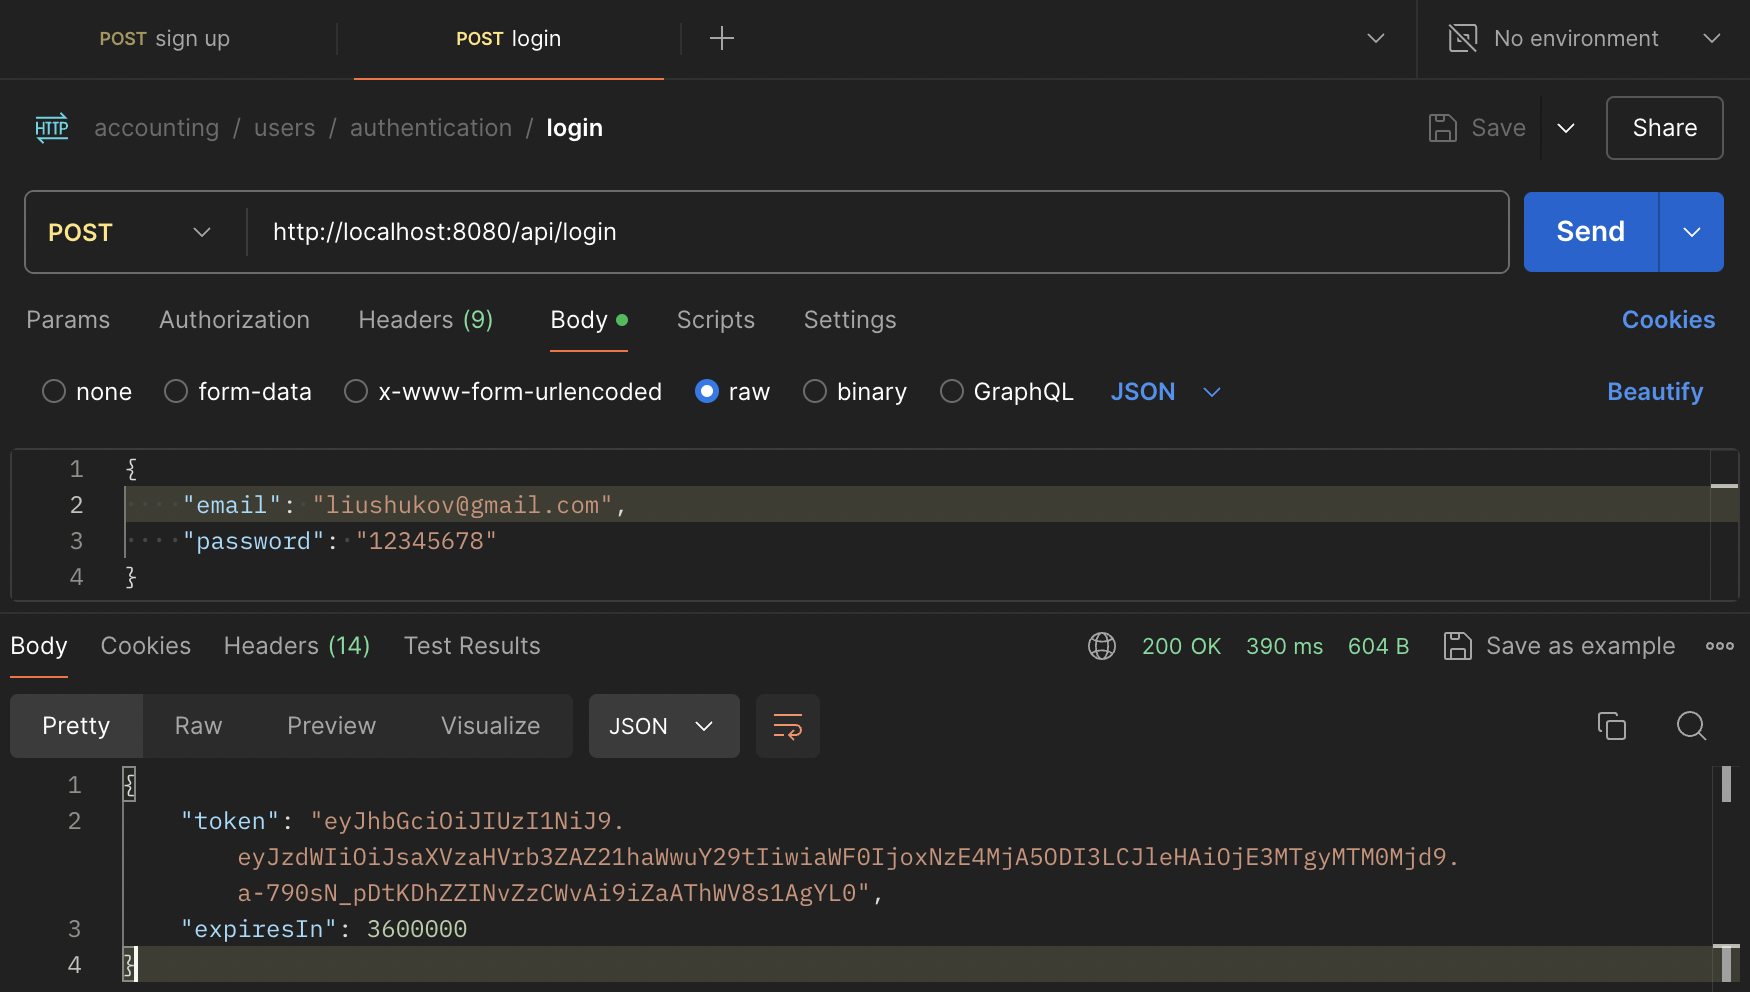 POST sign up
POST login
No environment
HTTP accounting / users / authentication / login
Save
Share
POST
http://localhost:8080/api/login
Send
Params
Authorization
Headers (9)
Body
Scripts
Settings
Cookies
none
form-data
x-www-form-urlencoded
raw
binary
GraphQL
JSON
Beautify
1 {
2 "email": "liushukov@gmail.com",
3 "password": "12345678"
4 }
Body
Cookies
Headers (14)
Test Results
200 OK
390 ms
604 B
Save as example
Pretty
Raw
Preview
Visualize
JSON
1 {
2 "token": "eyJhbGciOiJIUzI1NiJ9.
eyJzdWIiOiJsaXVzaHVrb3ZAZ21haWwuY29tIiwiaWF0IjoxNzE4MjA5ODI3LCJleHAiOjE3MTgyMTM0Mjd9.
a-790sN_pDtKDhZZINvZzCWvAi9iZaAThWV8s1AgYL0",
3 "expiresIn": 3600000
4 }